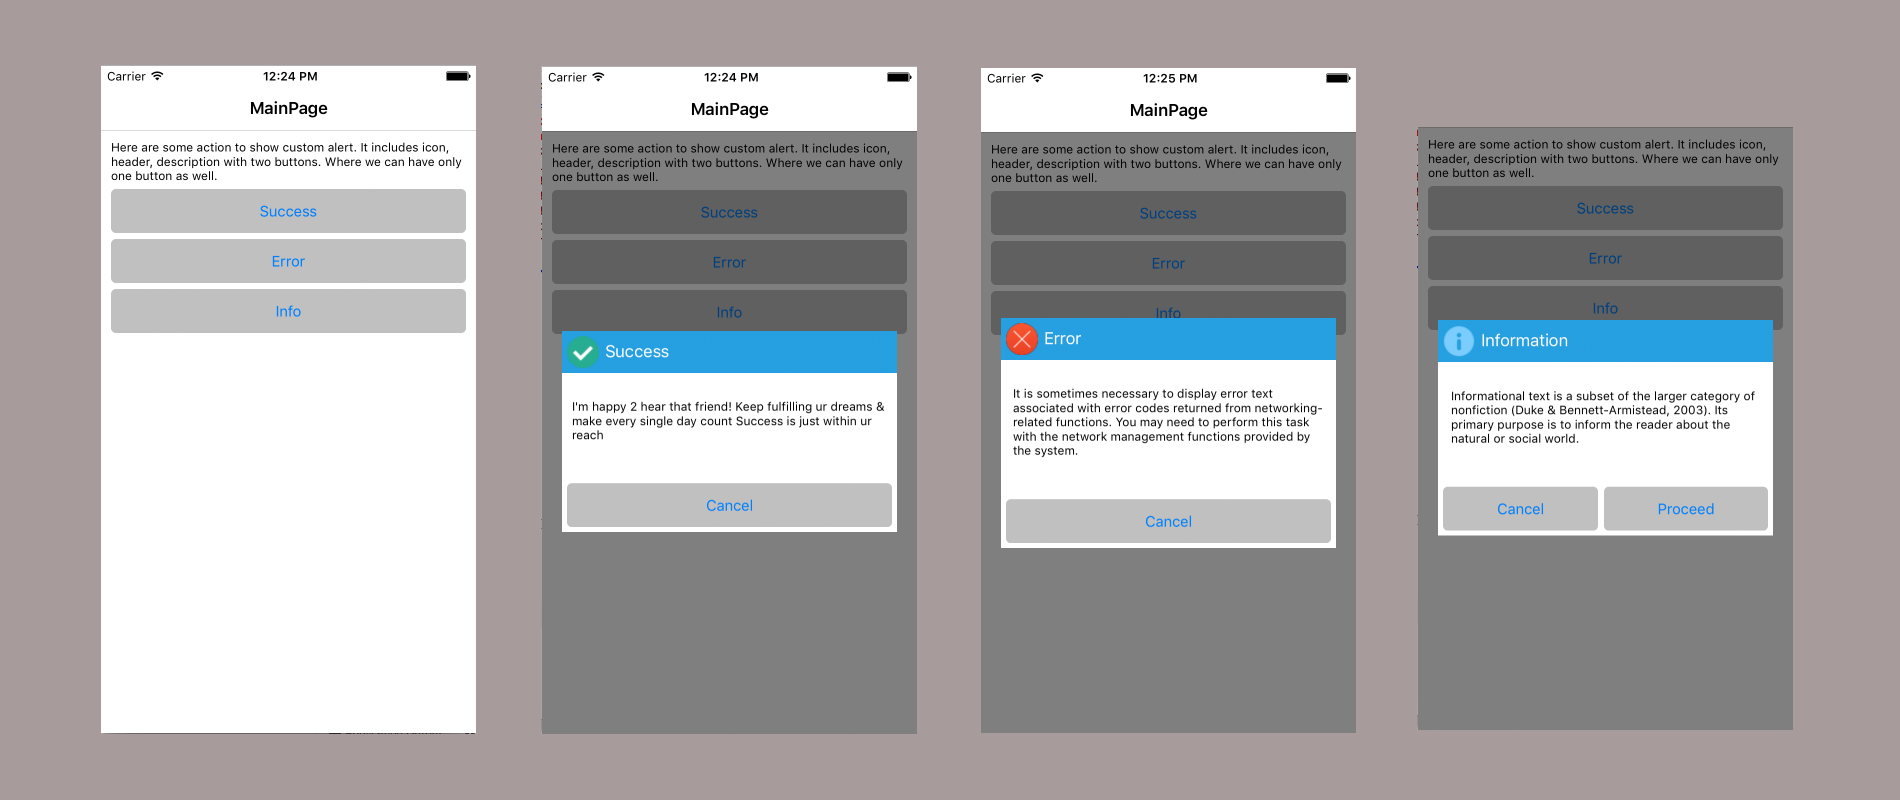 Carrier
12:24 PM
MainPage
Here are some action to show custom alert. It includes icon,
header, description with two buttons. Where we can have only
one button as well.
Success
Error
Info
Carrier
12:24 PM
MainPage
Here are some action to show custom alert. It includes icon,
header, description with two buttons. Where we can have only
one button as well.
Success
Error
Info
Success
I'm happy 2 hear that friend! Keep fulfilling ur dreams &
make every single day count Success is just within ur
reach
Cancel
Carrier
12:25 PM
MainPage
Here are some action to show custom alert. It includes icon,
header, description with two buttons. Where we can have only
one button as well.
Success
Error
Info
Error
It is sometimes necessary to display error text
associated with error codes returned from networking-
related functions. You may need to perform this task
with the network management functions provided by
the system.
Cancel
Here are some action to show custom alert. It includes icon,
header, description with two buttons. Where we can have only
one button as well.
Success
Error
Info
Information
Informational text is a subset of the larger category of
nonfiction (Duke & Bennett-Armistead, 2003). Its
primary purpose is to inform the reader about the
natural or social world.
Cancel
Proceed